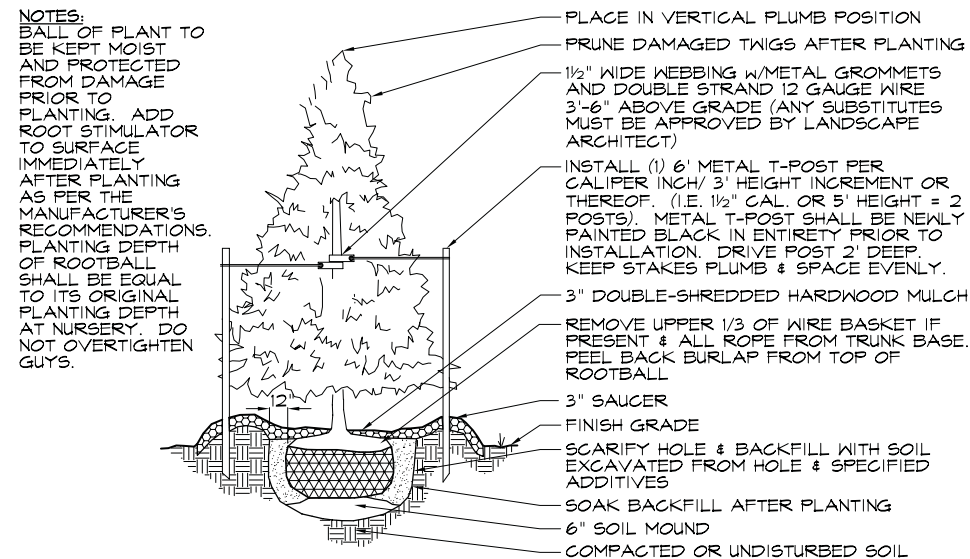 NOTES:
BALL OF PLANT TO
BE KEPT MOIST
AND PROTECTED
FROM DAMAGE
PRIOR TO
PLANTING. ADD
ROOT STIMULATOR
TO SURFACE
IMMEDIATELY
AFTER PLANTING
AS PER THE
MANUFACTURER'S
RECOMMENDATIONS.
PLANTING DEPTH
OF ROOTBALL
SHALL BE EQUAL
TO ITS ORIGINAL
PLANTING DEPTH
AT NURSERY. DO
NOT OVERTIGHTEN
GUYS.
12"
PLACE IN VERTICAL PLUMB POSITION
PRUNE DAMAGED TWIGS AFTER PLANTING
1½" WIDE WEBBING w/METAL GROMMETS
AND DOUBLE STRAND 12 GAUGE WIRE
3'-6" ABOVE GRADE (ANY SUBSTITUTES
MUST BE APPROVED BY LANDSCAPE
ARCHITECT)
INSTALL (1) 6' METAL T-POST PER
CALIPER INCH/ 3' HEIGHT INCREMENT OR
THEREOF. (I.E. 1½" CAL. OR 5' HEIGHT = 2
POSTS). METAL T-POST SHALL BE NEWLY
PAINTED BLACK IN ENTIRETY PRIOR TO
INSTALLATION. DRIVE POST 2' DEEP.
KEEP STAKES PLUMB & SPACE EVENLY.
3" DOUBLE-SHREDDED HARDWOOD MULCH
REMOVE UPPER 1/3 OF WIRE BASKET IF
PRESENT & ALL ROPE FROM TRUNK BASE.
PEEL BACK BURLAP FROM TOP OF
ROOTBALL
3" SAUCER
FINISH GRADE
SCARIFY HOLE & BACKFILL WITH SOIL
EXCAVATED FROM HOLE & SPECIFIED
ADDITIVES
SOAK BACKFILL AFTER PLANTING
6" SOIL MOUND
COMPACTED OR UNDISTURBED SOIL